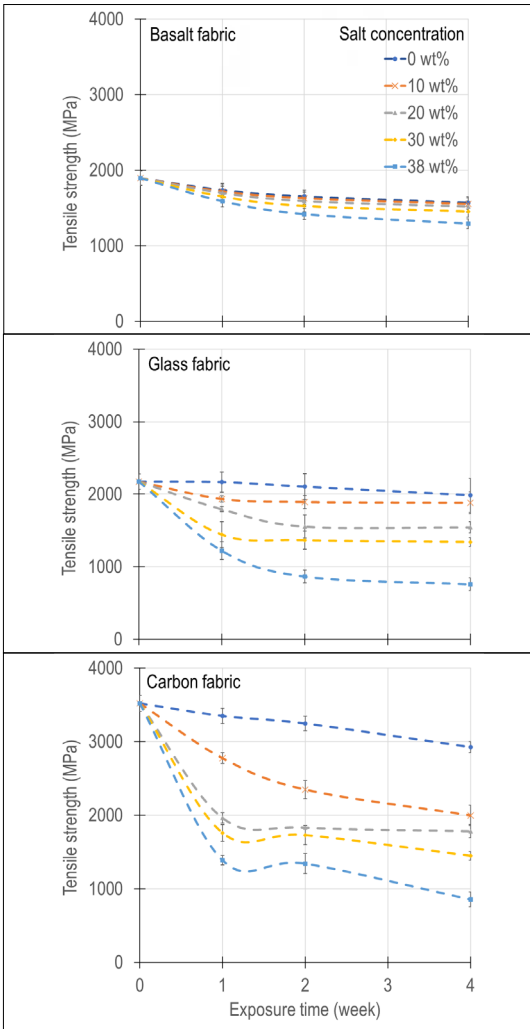 Basalt fabric
Salt concentration
0 wt%
10 wt%
20 wt%
30 wt%
38 wt%
Tensile strength (MPa)
4000
3000
2000
1000
0
Glass fabric
Tensile strength (MPa)
4000
3000
2000
1000
0
Carbon fabric
Tensile strength (MPa)
4000
3000
2000
1000
0
0 1 2 3 4
Exposure time (week)